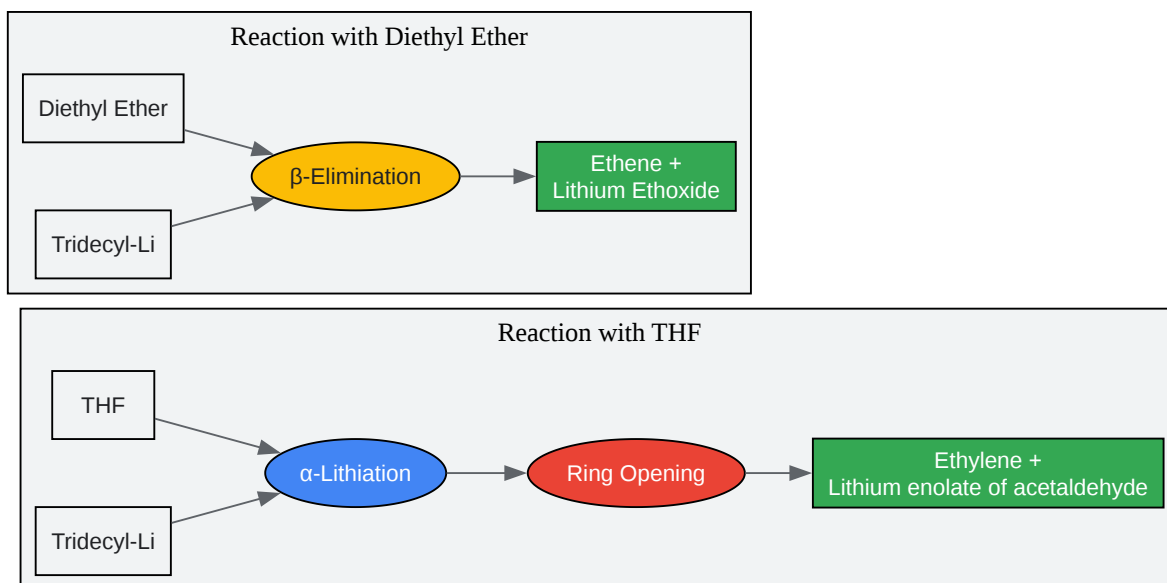 Reaction with Diethyl Ether
Diethyl Ether
β-Elimination
Ethene +
Lithium Ethoxide
Tridecyl-Li
Reaction with THF
THF
α-Lithiation
Ring Opening
Ethylene +
Lithium enolate of acetaldehyde
Tridecyl-Li